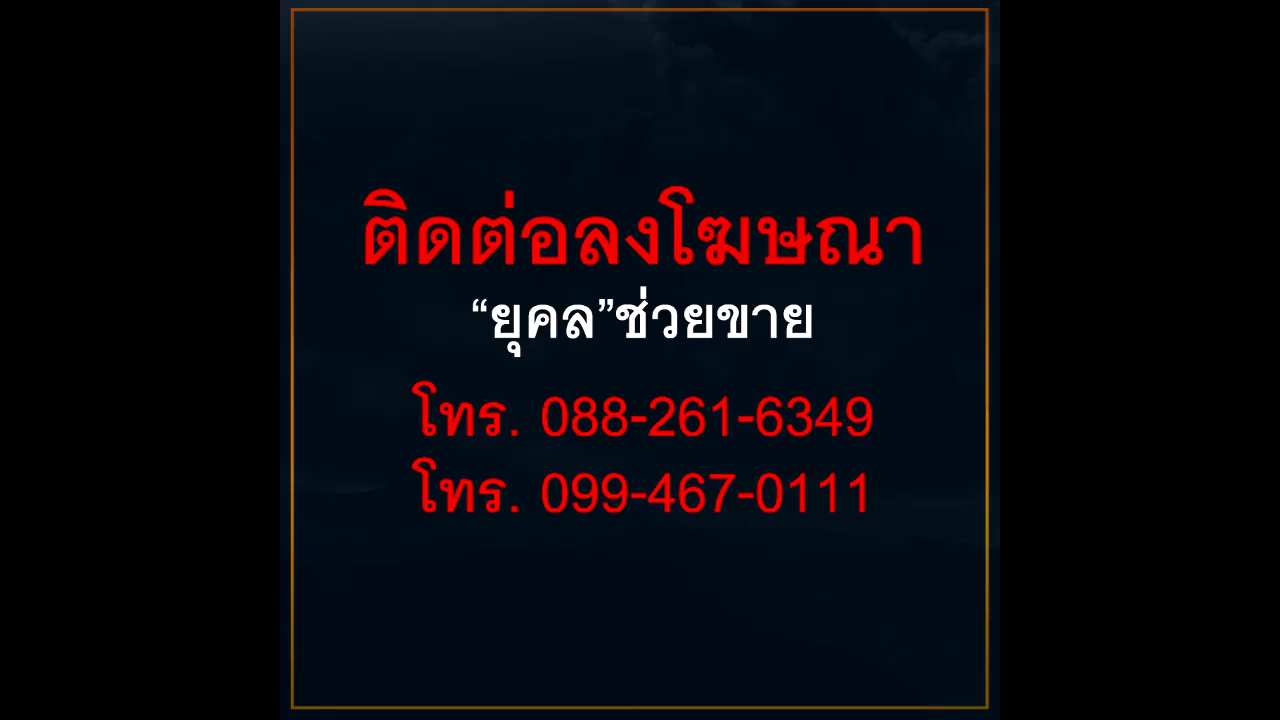 ติดต่อลงโฆษณา
“ยุคล”ช่วยขาย
โทร. 088-261-6349
โทร. 099-467-0111